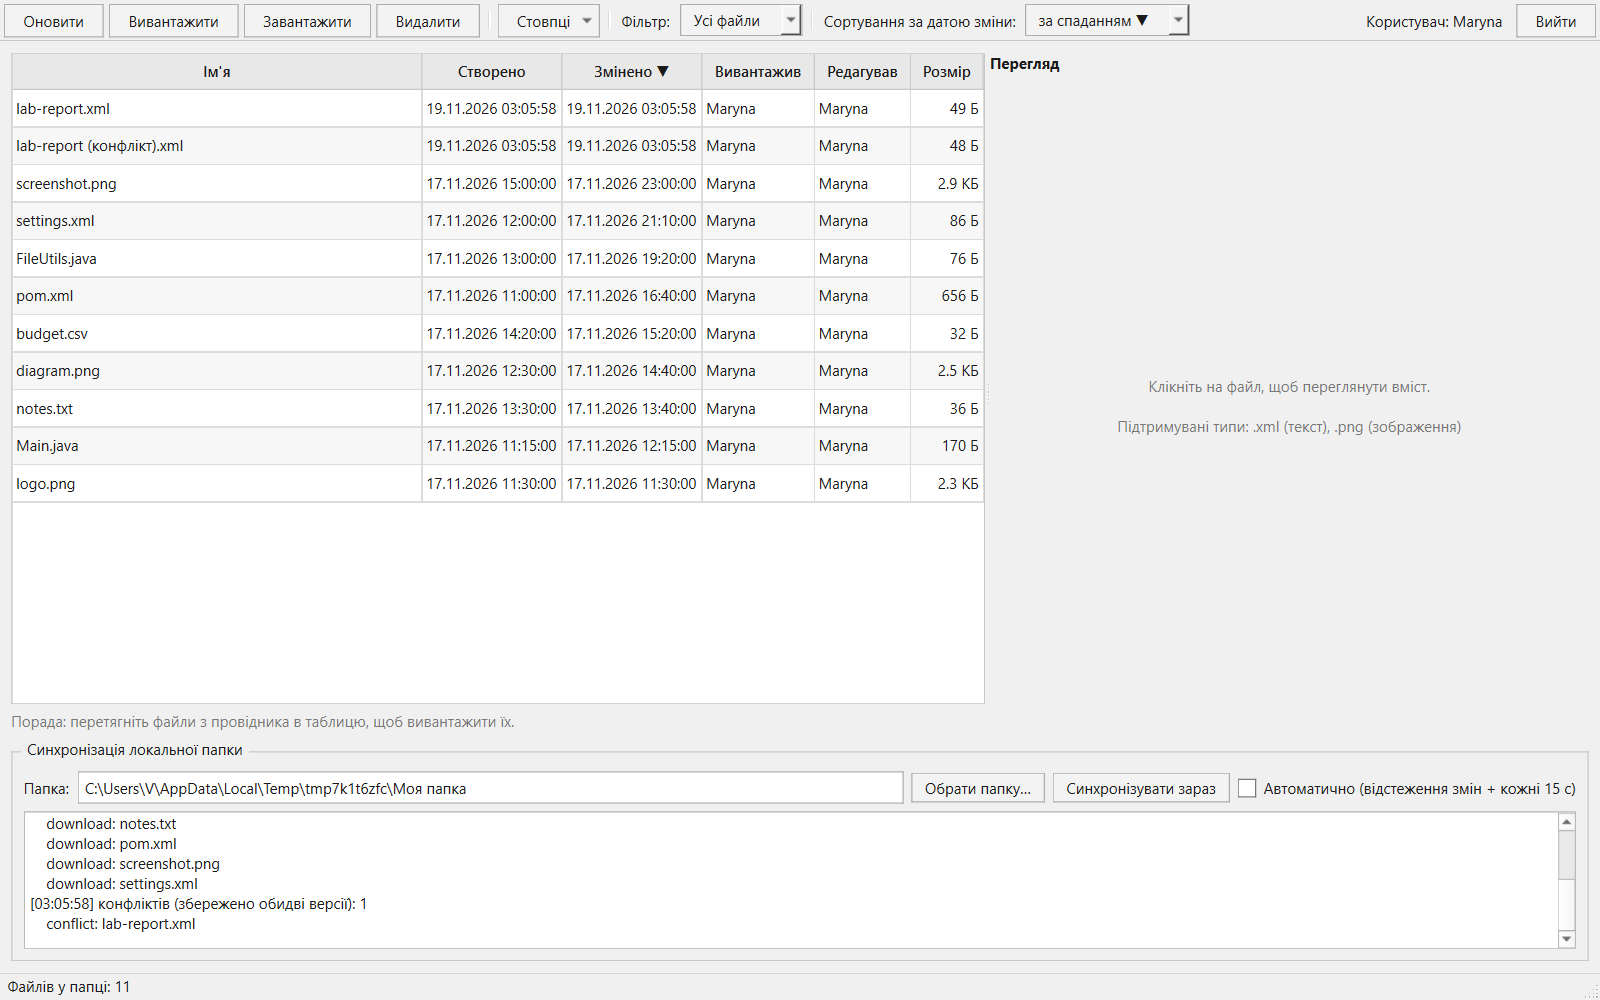 Оновити Вивантажити Завантажити Видалити Стовпці Фільтр: Усі файли Сортування за датою зміни: за спаданням ▼ Користувач: Maryna Вийти
Ім'я Створено Змінено ▼ Вивантажив Редагував Розмір
lab-report.xml 19.11.2026 03:05:58 19.11.2026 03:05:58 Maryna Maryna 49 Б
lab-report (конфлікт).xml 19.11.2026 03:05:58 19.11.2026 03:05:58 Maryna Maryna 48 Б
screenshot.png 17.11.2026 15:00:00 17.11.2026 23:00:00 Maryna Maryna 2.9 КБ
settings.xml 17.11.2026 12:00:00 17.11.2026 21:10:00 Maryna Maryna 86 Б
FileUtils.java 17.11.2026 13:00:00 17.11.2026 19:20:00 Maryna Maryna 76 Б
pom.xml 17.11.2026 11:00:00 17.11.2026 16:40:00 Maryna Maryna 656 Б
budget.csv 17.11.2026 14:20:00 17.11.2026 15:20:00 Maryna Maryna 32 Б
diagram.png 17.11.2026 12:30:00 17.11.2026 14:40:00 Maryna Maryna 2.5 КБ
notes.txt 17.11.2026 13:30:00 17.11.2026 13:40:00 Maryna Maryna 36 Б
Main.java 17.11.2026 11:15:00 17.11.2026 12:15:00 Maryna Maryna 170 Б
logo.png 17.11.2026 11:30:00 17.11.2026 11:30:00 Maryna Maryna 2.3 КБ
Перегляд
Клікніть на файл, щоб переглянути вміст.
Підтримувані типи: .xml (текст), .png (зображення)
Порада: перетягніть файли з провідника в таблицю, щоб вивантажити їх.
Синхронізація локальної папки
Папка: C:\Users\V\AppData\Local\Temp\tmp7k1t6zfc\Моя папка Обрати папку... Синхронізувати зараз Автоматично (відстеження змін + кожні 15 с)
download: notes.txt
download: pom.xml
download: screenshot.png
download: settings.xml
[03:05:58] конфліктів (збережено обидві версії): 1
conflict: lab-report.xml
Файлів у папці: 11